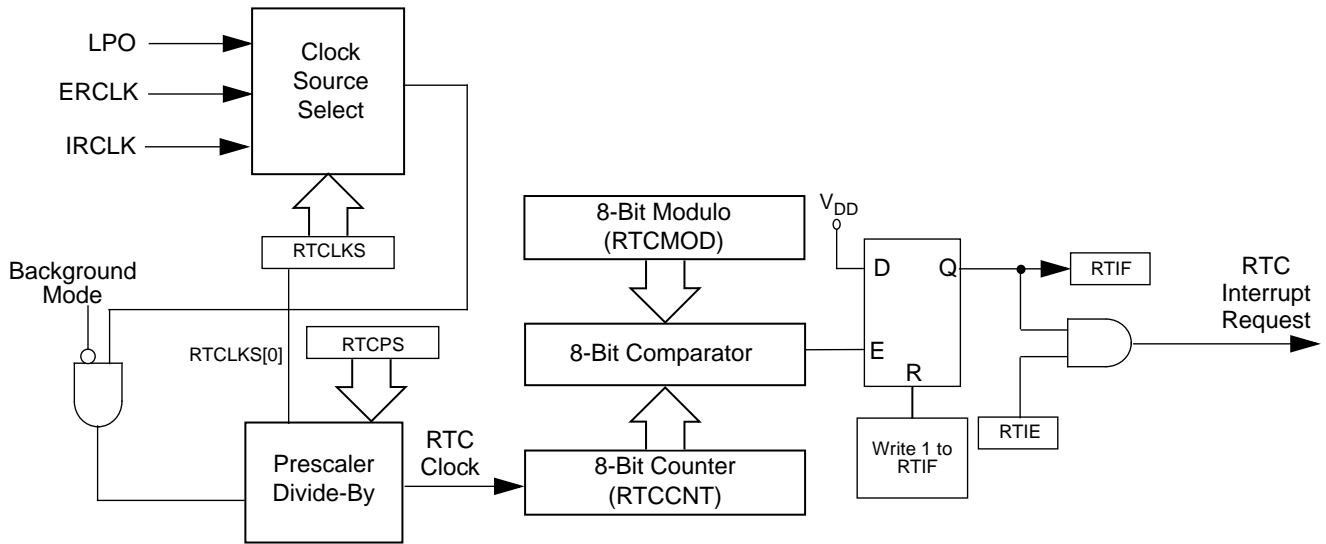 LPO
ERCLK
IRCLK
Clock
Source
Select
RTCLKS
Background
Mode
RTCLKS[0]
RTCPS
Prescaler
Divide-By
RTC
Clock
8-Bit Modulo
(RTCMOD)
8-Bit Comparator
8-Bit Counter
(RTCCNT)
VDD
D
Q
E
R
Write 1 to
RTIF
RTIF
RTIE
RTC
Interrupt
Request